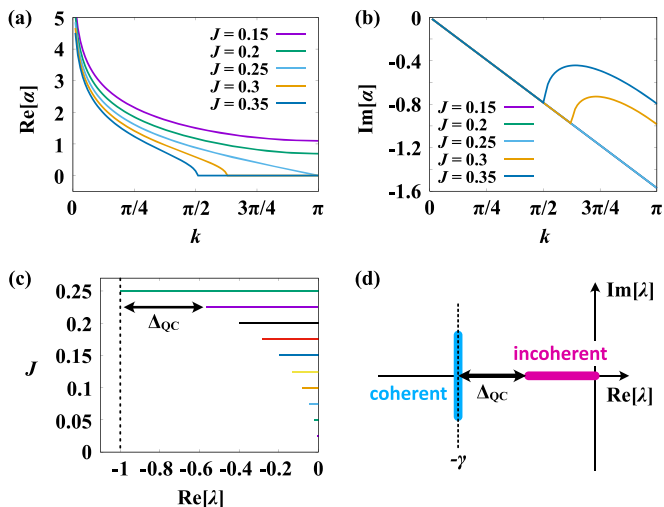 (a)
5
4
3
2
1
0
Re[α]
J = 0.15
J = 0.2
J = 0.25
J = 0.3
J = 0.35
0
π/4
π/2
3π/4
π
k
(b)
0
-0.4
-0.8
-1.2
-1.6
Im[α]
J = 0.15
J = 0.2
J = 0.25
J = 0.3
J = 0.35
0
π/4
π/2
3π/4
π
k
(c)
0.25
0.2
0.15
0.1
0.05
0
J
ΔQC
-1
-0.8
-0.6
-0.4
-0.2
0
Re[λ]
(d)
Im[λ]
incoherent
coherent
ΔQC
Re[λ]
-γ